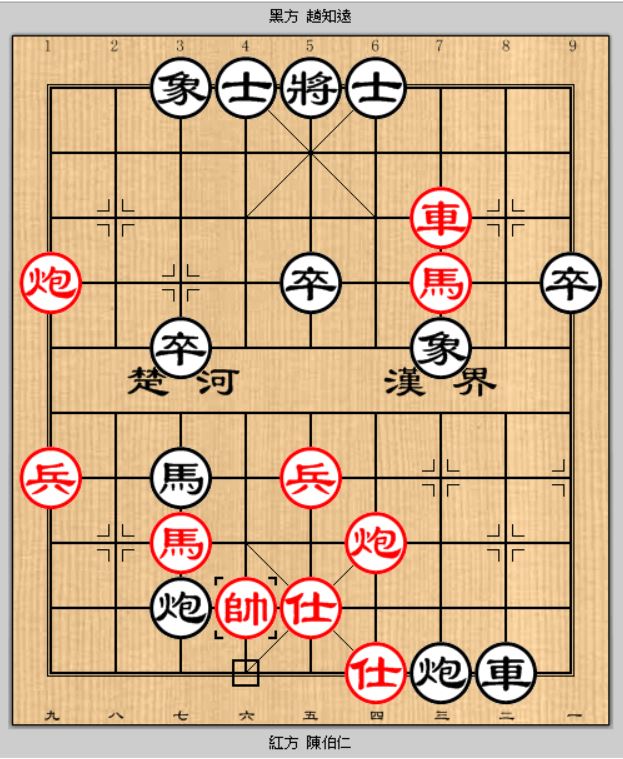 黑方 趙知遠
1 2 3 4 5 6 7 8 9
象 士 將 士
車
炮 卒 馬 卒
卒 象
楚 河 漢 界
兵 馬 兵
馬 炮
炮 帥 仕
仕 炮 車
九 八 七 六 五 四 三 二 一
紅方 陳伯仁